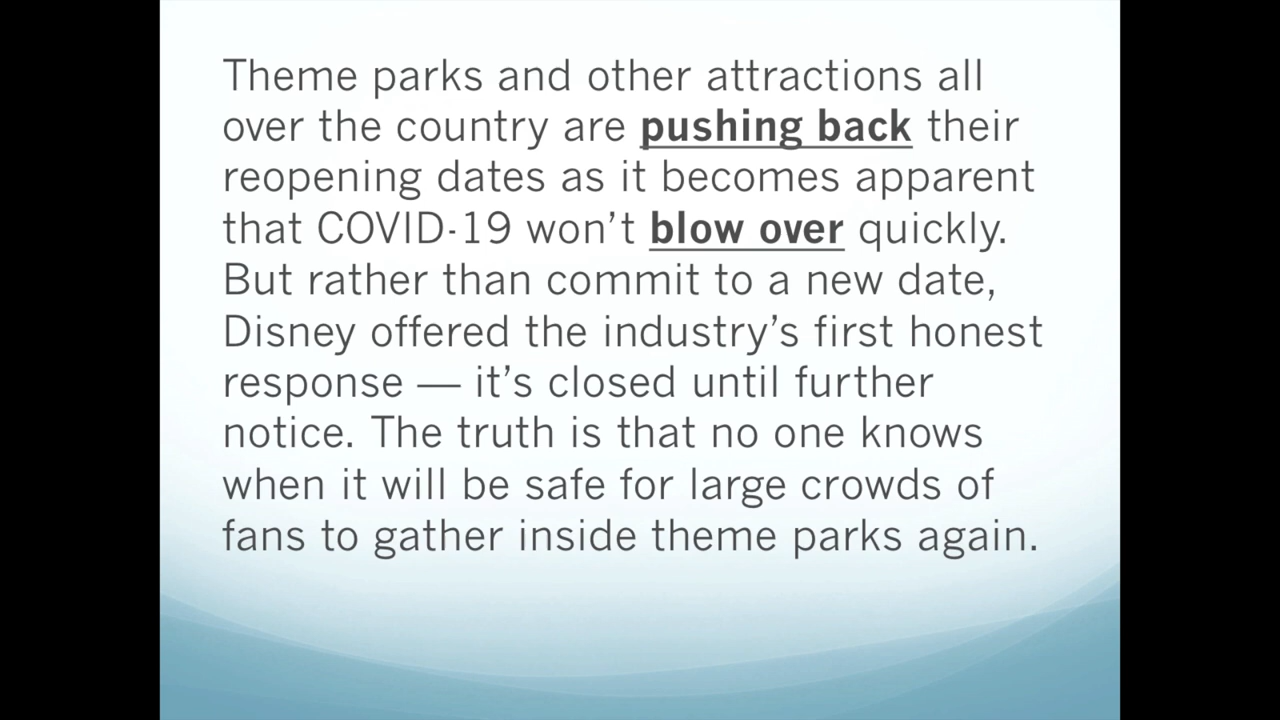 Theme parks and other attractions all
over the country are pushing back their
reopening dates as it becomes apparent
that COVID-19 won’t blow over quickly.
But rather than commit to a new date,
Disney offered the industry’s first honest
response — it’s closed until further
notice. The truth is that no one knows
when it will be safe for large crowds of
fans to gather inside theme parks again.